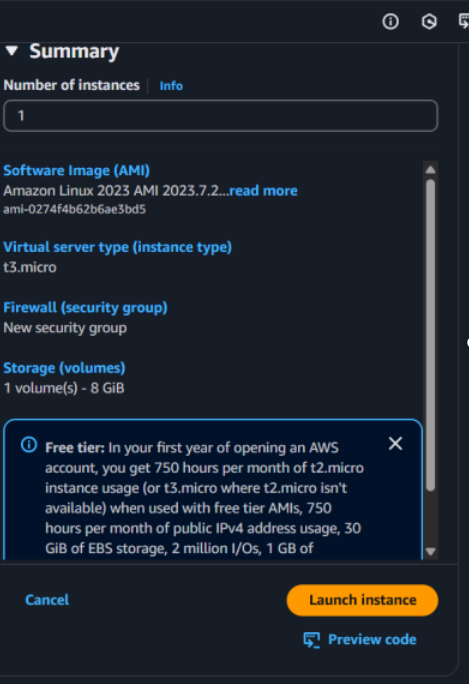 Summary
Number of instances Info
1
Software Image (AMI)
Amazon Linux 2023 AMI 2023.7.2...read more
ami-0274f4b62b6ae3bd5
Virtual server type (instance type)
t3.micro
Firewall (security group)
New security group
Storage (volumes)
1 volume(s) - 8 GiB
Free tier: In your first year of opening an AWS
account, you get 750 hours per month of t2.micro
instance usage (or t3.micro where t2.micro isn't
available) when used with free tier AMIs, 750
hours per month of public IPv4 address usage, 30
GiB of EBS storage, 2 million I/Os, 1 GB of
Cancel
Launch instance
Preview code